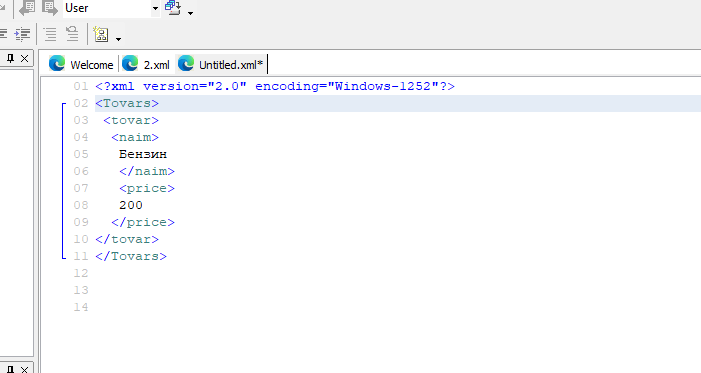 User
Welcome 2.xml Untitled.xml*
01 <?xml version="2.0" encoding="Windows-1252"?>
02 <Tovars>
03 <tovar>
04 <naim>
05 Бензин
06 </naim>
07 <price>
08 200
09 </price>
10 </tovar>
11 </Tovars>
12
13
14